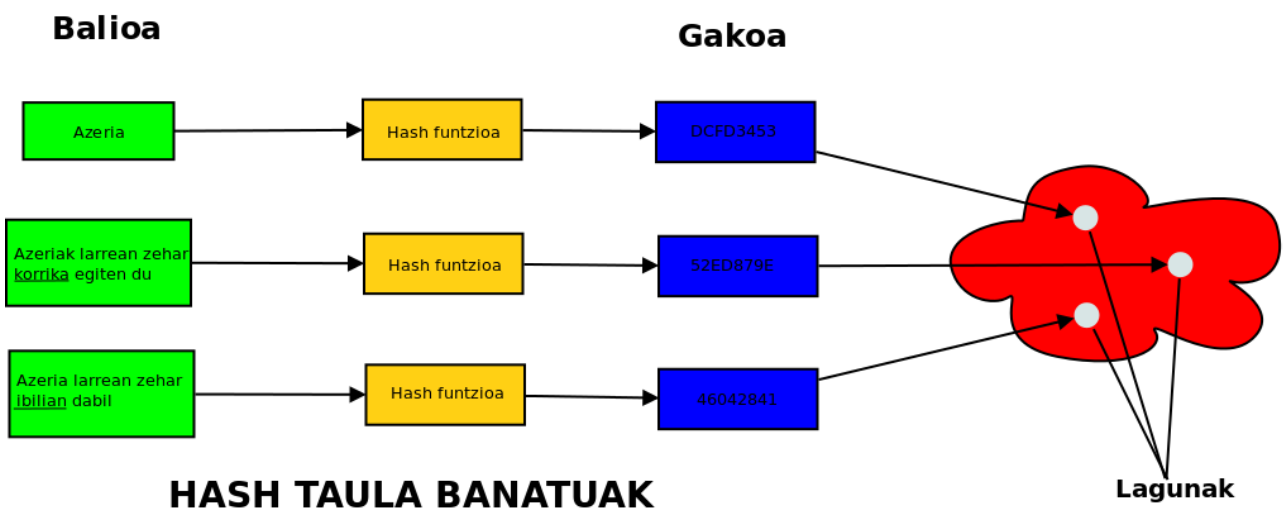 Balioa
Gakoa
Azeria
Hash funtzioa
DCFD3453
Azeriak larrean zehar
korrika egiten du
Hash funtzioa
52ED879E
Azeria larrean zehar
ibilian dabil
Hash funtzioa
46042841
HASH TAULA BANATUAK
Lagunak